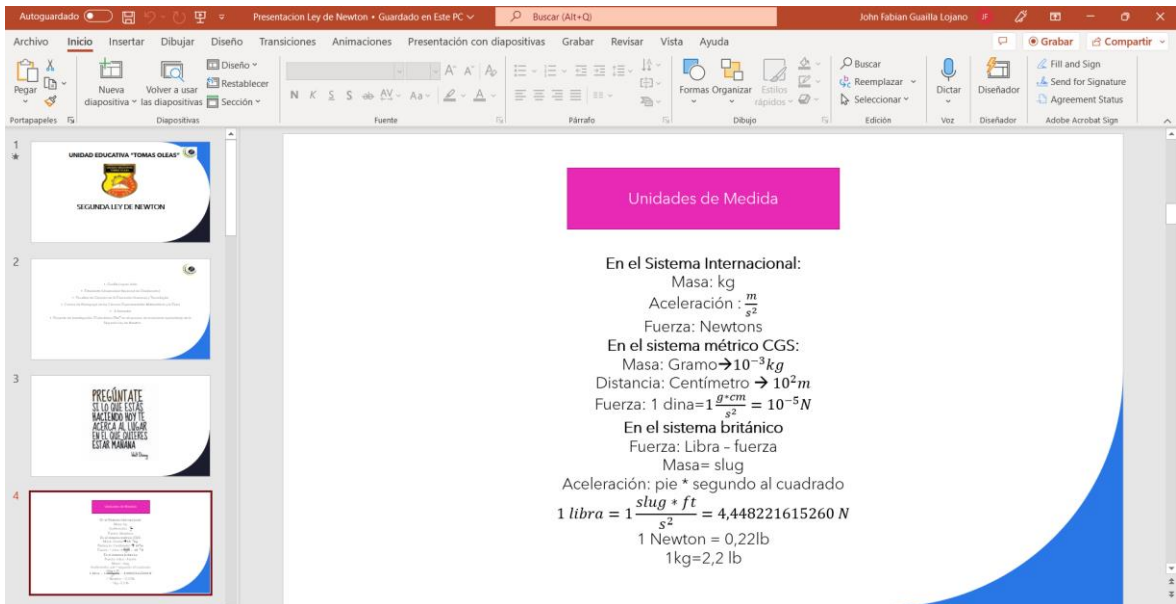 Autoguardado
Presentacion Ley de Newton • Guardado en Este PC
Buscar (Alt+Q)
John Fabian Guailla Lojano
JF
Archivo Inicio Insertar Dibujar Diseño Transiciones Animaciones Presentación con diapositivas Grabar Revisar Vista Ayuda
Grabar
Compartir
Pegar
Nueva diapositiva
Volver a usar las diapositivas
Diseño
Restablecer
Sección
N K S S ab AV Aa A A
Formas Organizar Estilos rápidos
Buscar
Reemplazar
Seleccionar
Dictar
Diseñador
Fill and Sign
Send for Signature
Agreement Status
Portapapeles Diapositivas Fuente Párrafo Dibujo Edición Voz Diseñador Adobe Acrobat Sign
1
UNIDAD EDUCATIVA "TOMAS OLEAS"
SEGUNDA LEY DE NEWTON
2
3
PREGÚNTATE
SI LO QUE ESTÁS
HACIENDO HOY TE
ACERCA AL LUGAR
EN EL QUE QUIERES
ESTAR MAÑANA
4
Unidades de Medida
En el Sistema Internacional:
Masa: kg
Aceleración : m/s²
Fuerza: Newtons
En el sistema métrico CGS:
Masa: Gramo→10⁻³kg
Distancia: Centímetro → 10²m
Fuerza: 1 dina=1 g*cm/s² = 10⁻⁵N
En el sistema británico
Fuerza: Libra – fuerza
Masa= slug
Aceleración: pie * segundo al cuadrado
1 libra = 1 slug * ft/s² = 4,448221615260 N
1 Newton = 0,22lb
1kg=2,2 lb